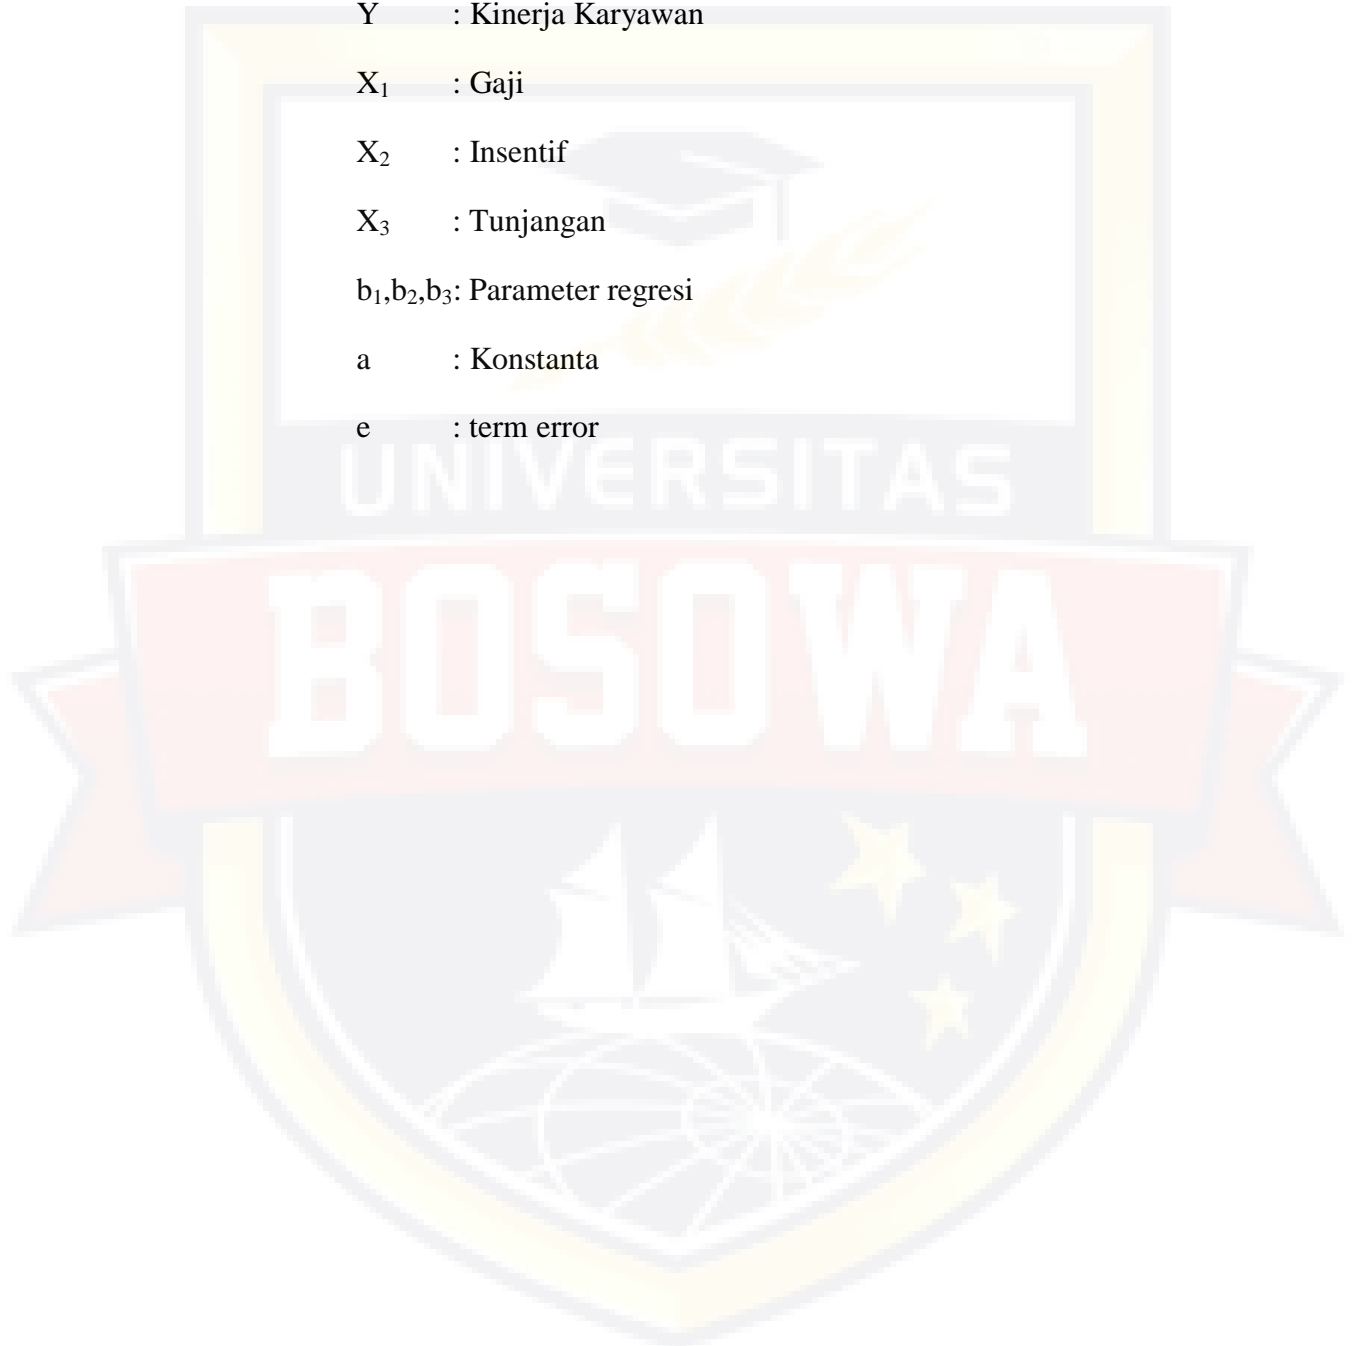 Y : Kinerja Karyawan
X₁ : Gaji
X₂ : Insentif
X₃ : Tunjangan
b₁,b₂,b₃: Parameter regresi
a : Konstanta
e : term error
UNIVERSITAS
BOSOWA